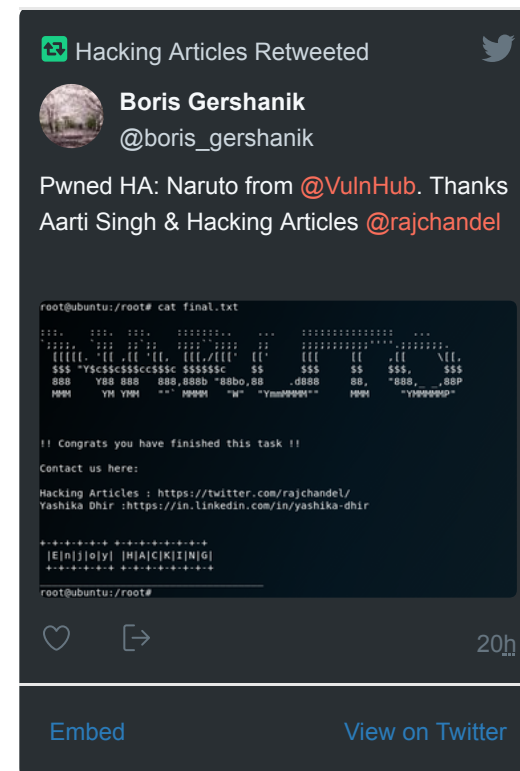 Hacking Articles Retweeted
Boris Gershanik
@boris_gershanik
Pwned HA: Naruto from @VulnHub. Thanks
Aarti Singh & Hacking Articles @rajchandel
root@ubuntu:/root# cat final.txt
!! Congrats you have finished this task !!
Contact us here:
Hacking Articles : https://twitter.com/rajchandel/
Yashika Dhir :https://in.linkedin.com/in/yashika-dhir
+-+-+-+-+-+ +-+-+-+-+-+-+-+
|E|n|j|o|y| |H|A|C|K|I|N|G|
+-+-+-+-+-+ +-+-+-+-+-+-+-+
root@ubuntu:/root#
20h
Embed
View on Twitter